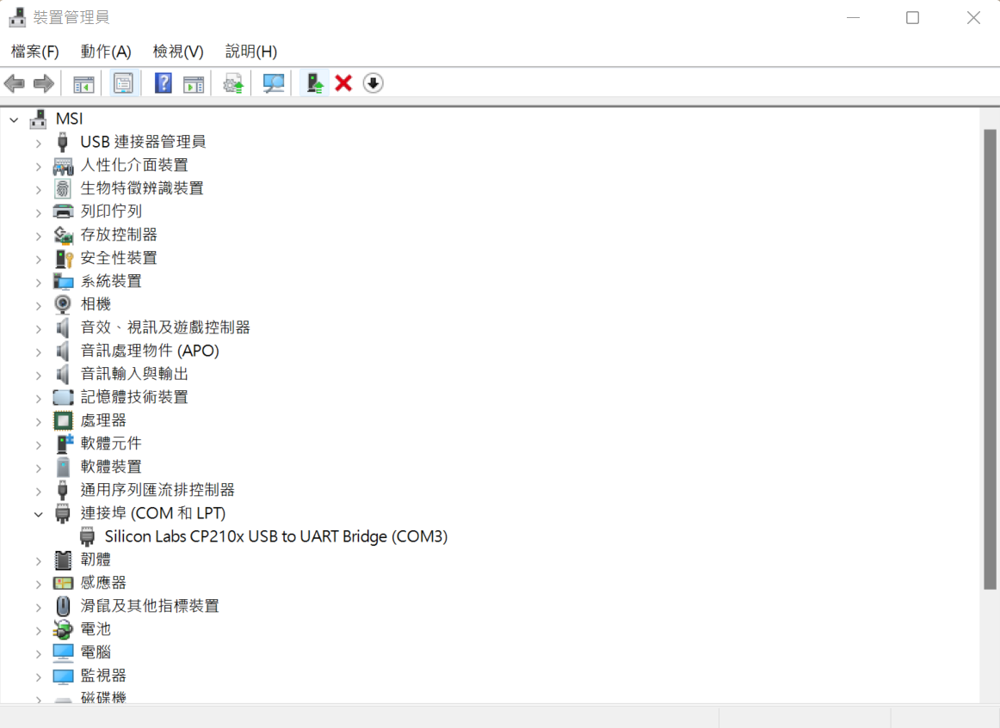 裝置管理員
檔案(F) 動作(A) 檢視(V) 說明(H)
MSI
USB 連接器管理員
人性化介面裝置
生物特徵辨識裝置
列印佇列
存放控制器
安全性裝置
系統裝置
相機
音效、視訊及遊戲控制器
音訊處理物件 (APO)
音訊輸入與輸出
記憶體技術裝置
處理器
軟體元件
軟體裝置
通用序列匯流排控制器
連接埠 (COM 和 LPT)
Silicon Labs CP210x USB to UART Bridge (COM3)
韌體
感應器
滑鼠及其他指標裝置
電池
電腦
監視器
磁碟機